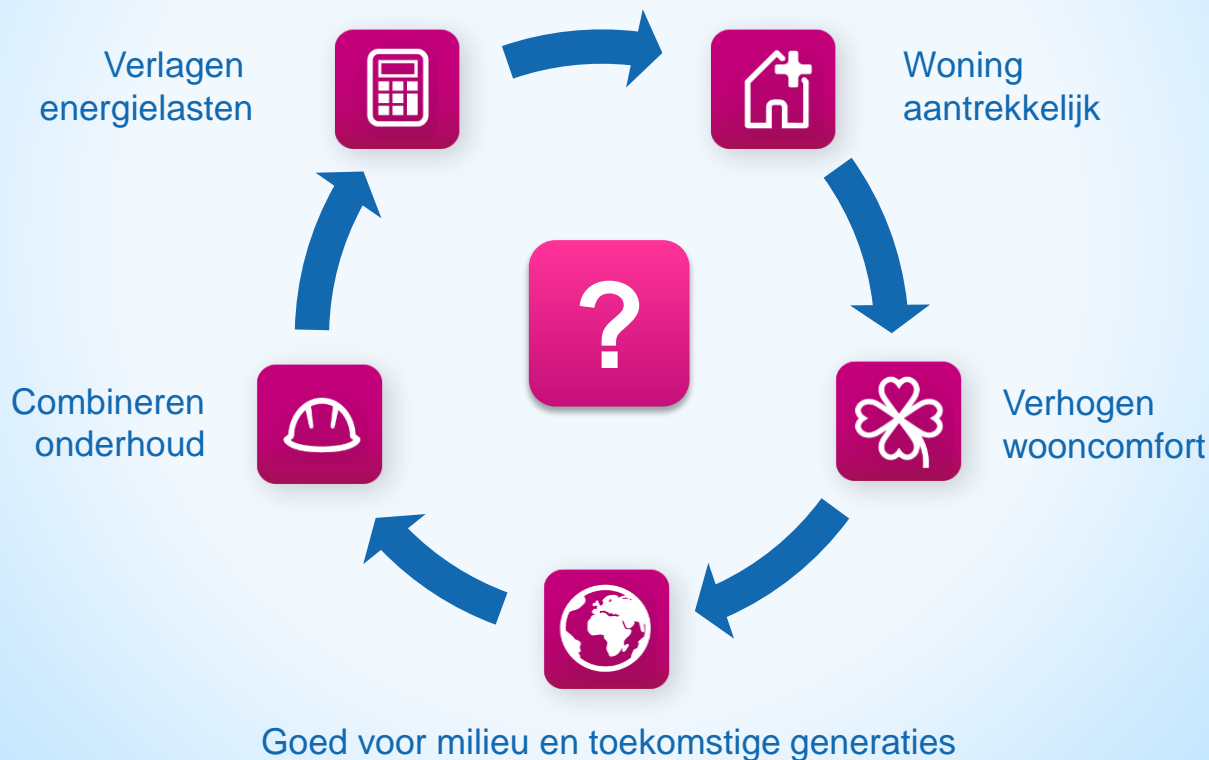 Verlagen
energielasten
Woning
aantrekkelijk
?
Combineren
onderhoud
Verhogen
wooncomfort
Goed voor milieu en toekomstige generaties